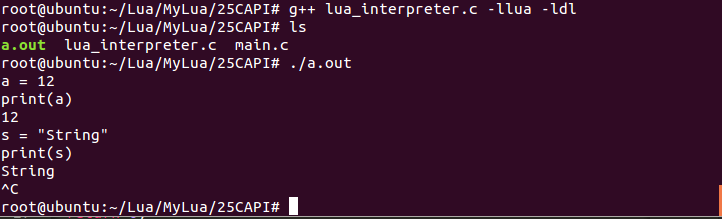 root@ubuntu:~/Lua/MyLua/25CAPI# g++ lua_interpreter.c -llua -ldl
root@ubuntu:~/Lua/MyLua/25CAPI# ls
a.out  lua_interpreter.c  main.c
root@ubuntu:~/Lua/MyLua/25CAPI# ./a.out
a = 12
print(a)
12
s = "String"
print(s)
String
^C
root@ubuntu:~/Lua/MyLua/25CAPI#